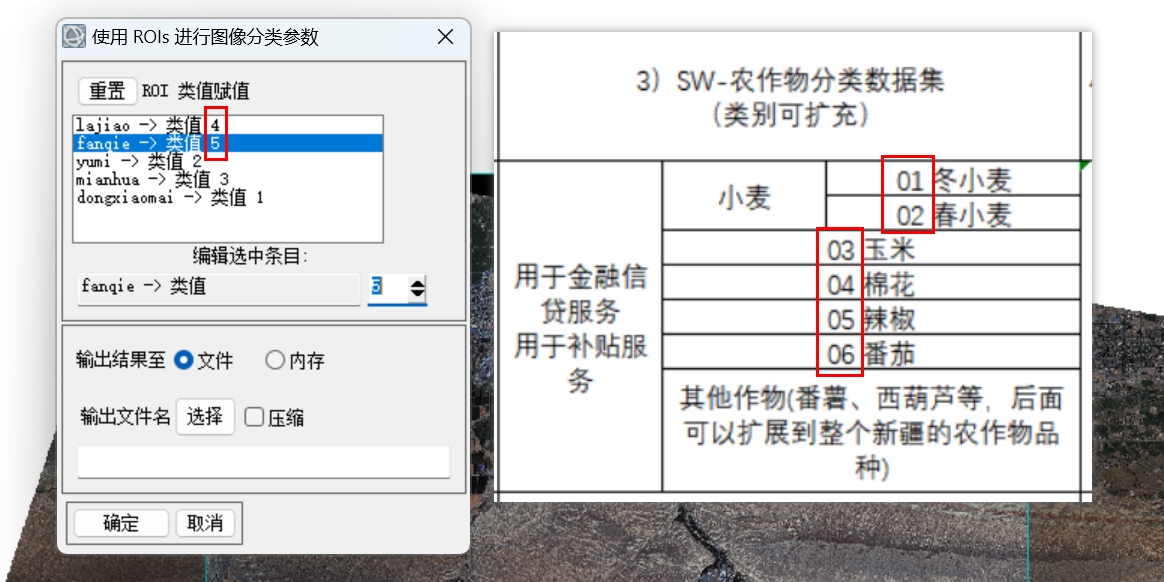 使用 ROIs 进行图像分类参数
重置 ROI 类值赋值
lajiao -> 类值 4
fanqie -> 类值 5
yumi -> 类值 2
mianhua -> 类值 3
dongxiaomai -> 类值 1
编辑选中条目:
fanqie -> 类值 5
输出结果至 文件 内存
输出文件名 选择 压缩
确定 取消
3）SW-农作物分类数据集
（类别可扩充）
用于金融信
贷服务
用于补贴服
务
小麦
01 冬小麦
02 春小麦
03 玉米
04 棉花
05 辣椒
06 番茄
其他作物(番薯、西葫芦等，后面
可以扩展到整个新疆的农作物品
种)